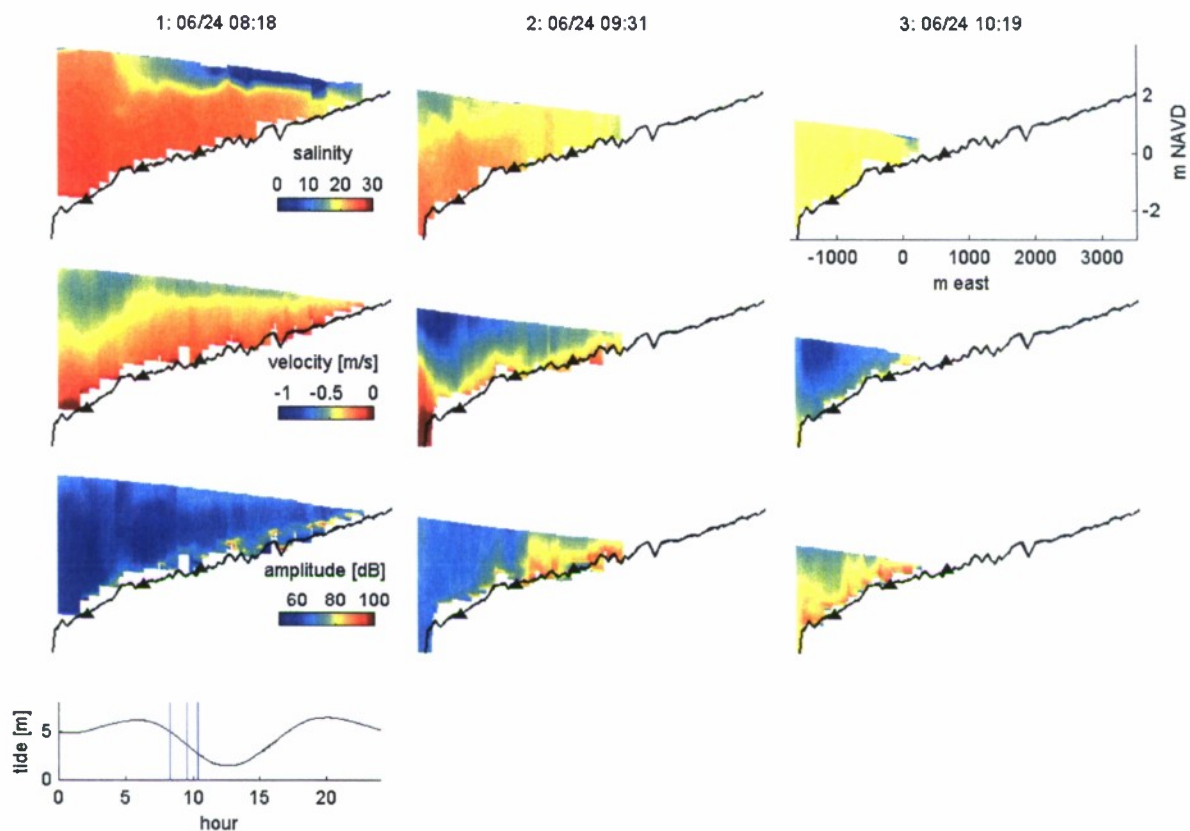 1: 06/24 08:18
2: 06/24 09:31
3: 06/24 10:19
salinity
0 10 20 30
2
0
-2
m NAVD
-1000 0 1000 2000 3000
m east
velocity [m/s]
-1 -0.5 0
amplitude [dB]
60 80 100
tide [m]
5
0
0 5 10 15 20
hour